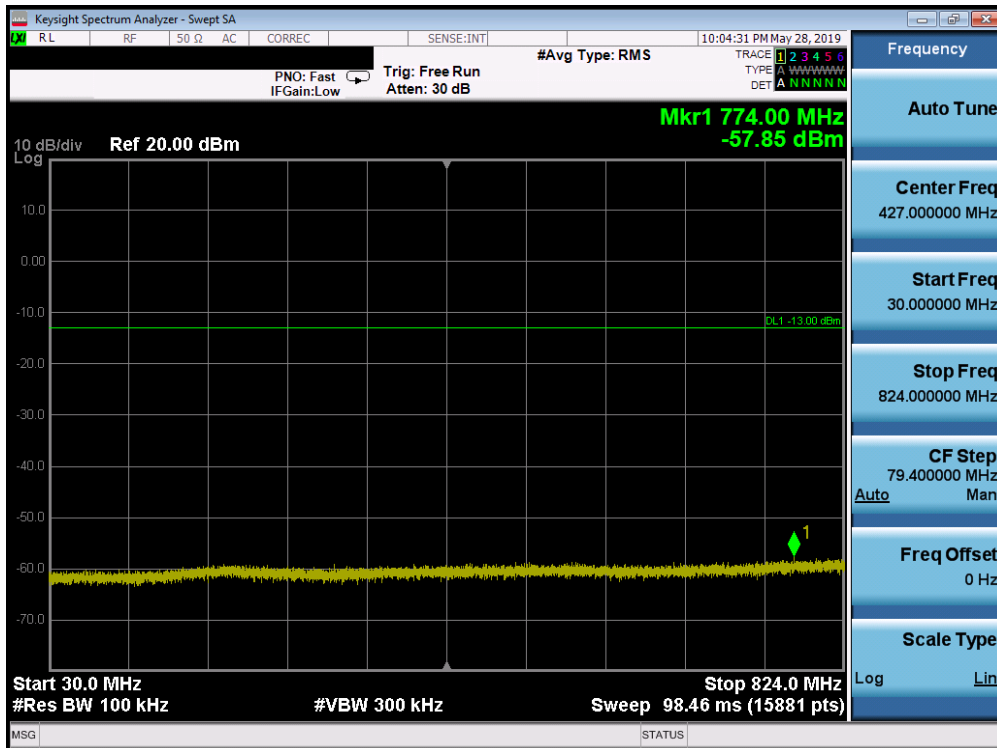 Keysight Spectrum Analyzer - Swept SA
LXI RL RF 50 Ω AC CORREC SENSE:INT 10:04:31 PM May 28, 2019
Frequency
#Avg Type: RMS
TRACE 1 2 3 4 5 6
PNO: Fast Trig: Free Run
TYPE A WWWWW
IFGain:Low Atten: 30 dB
DET A N N N N N
Auto Tune
Mkr1 774.00 MHz
-57.85 dBm
10 dB/div Ref 20.00 dBm
Log
10.0
0.00
-10.0
-20.0
-30.0
-40.0
-50.0
-60.0
-70.0
DL1 -13.00 dBm
1
Start 30.0 MHz Stop 824.0 MHz
#Res BW 100 kHz #VBW 300 kHz Sweep 98.46 ms (15881 pts)
Center Freq
427.000000 MHz
Start Freq
30.000000 MHz
Stop Freq
824.000000 MHz
CF Step
79.400000 MHz
Auto Man
Freq Offset
0 Hz
Scale Type
Log Lin
MSG STATUS